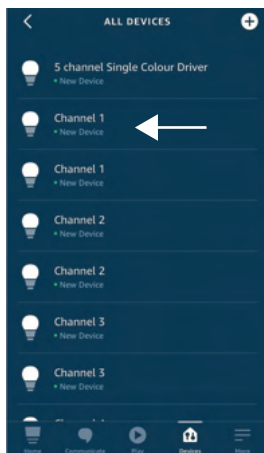 ALL DEVICES
5 channel Single Colour Driver
• New Device
Channel 1
• New Device
Channel 1
• New Device
Channel 2
• New Device
Channel 2
• New Device
Channel 3
• New Device
Channel 3
• New Device
Home Communicate Play Devices More